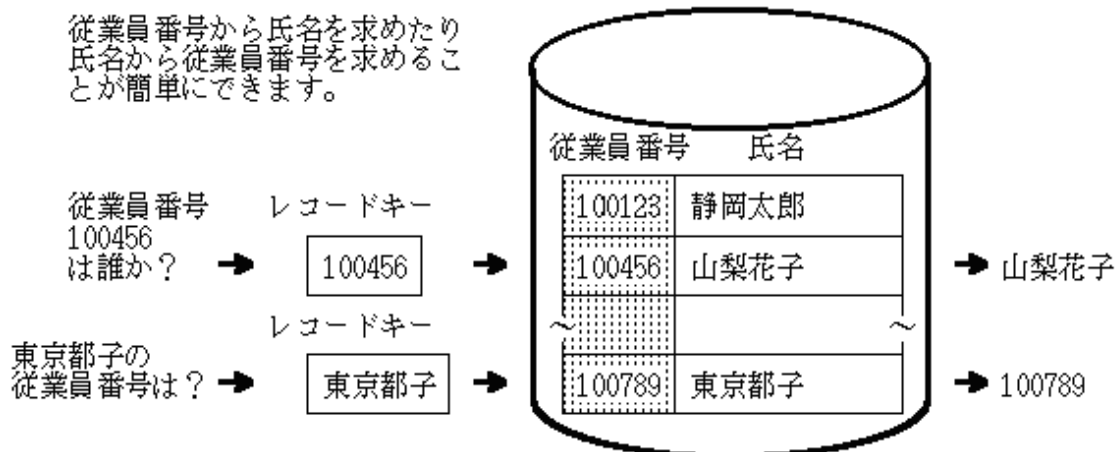 従業員番号から氏名を求めたり
氏名から従業員番号を求めるこ
とが簡単にできます。
従業員番号 氏名
100123 静岡太郎
従業員番号
100456
は誰か？
レコードキー
100456
100456 山梨花子
山梨花子
～ ～
東京都子の
従業員番号は？
レコードキー
東京都子
100789 東京都子
100789